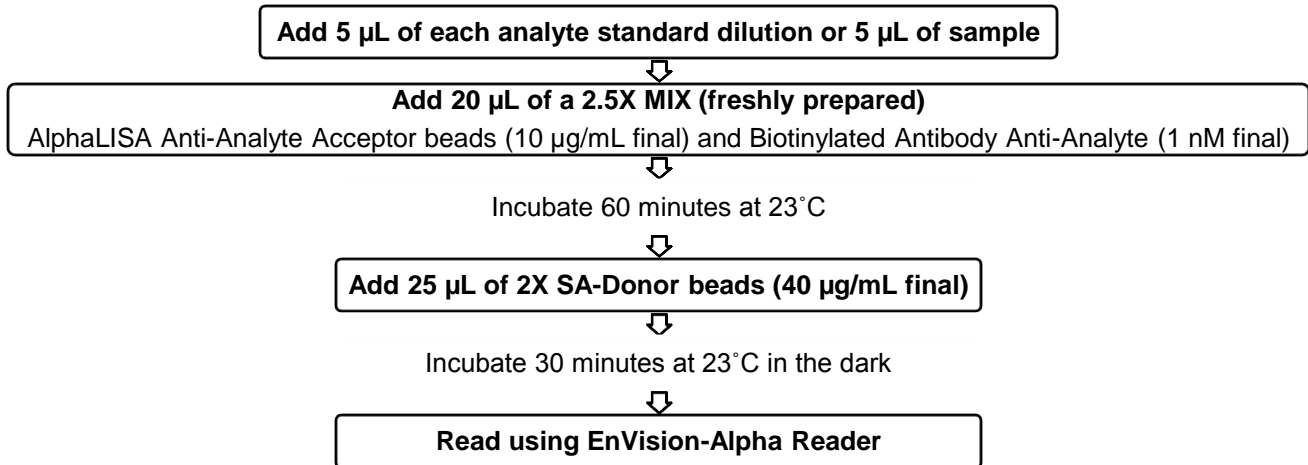 Add 5 µL of each analyte standard dilution or 5 µL of sample
Add 20 µL of a 2.5X MIX (freshly prepared)
AlphaLISA Anti-Analyte Acceptor beads (10 µg/mL final) and Biotinylated Antibody Anti-Analyte (1 nM final)
Incubate 60 minutes at 23˚C
Add 25 µL of 2X SA-Donor beads (40 µg/mL final)
Incubate 30 minutes at 23˚C in the dark
Read using EnVision-Alpha Reader